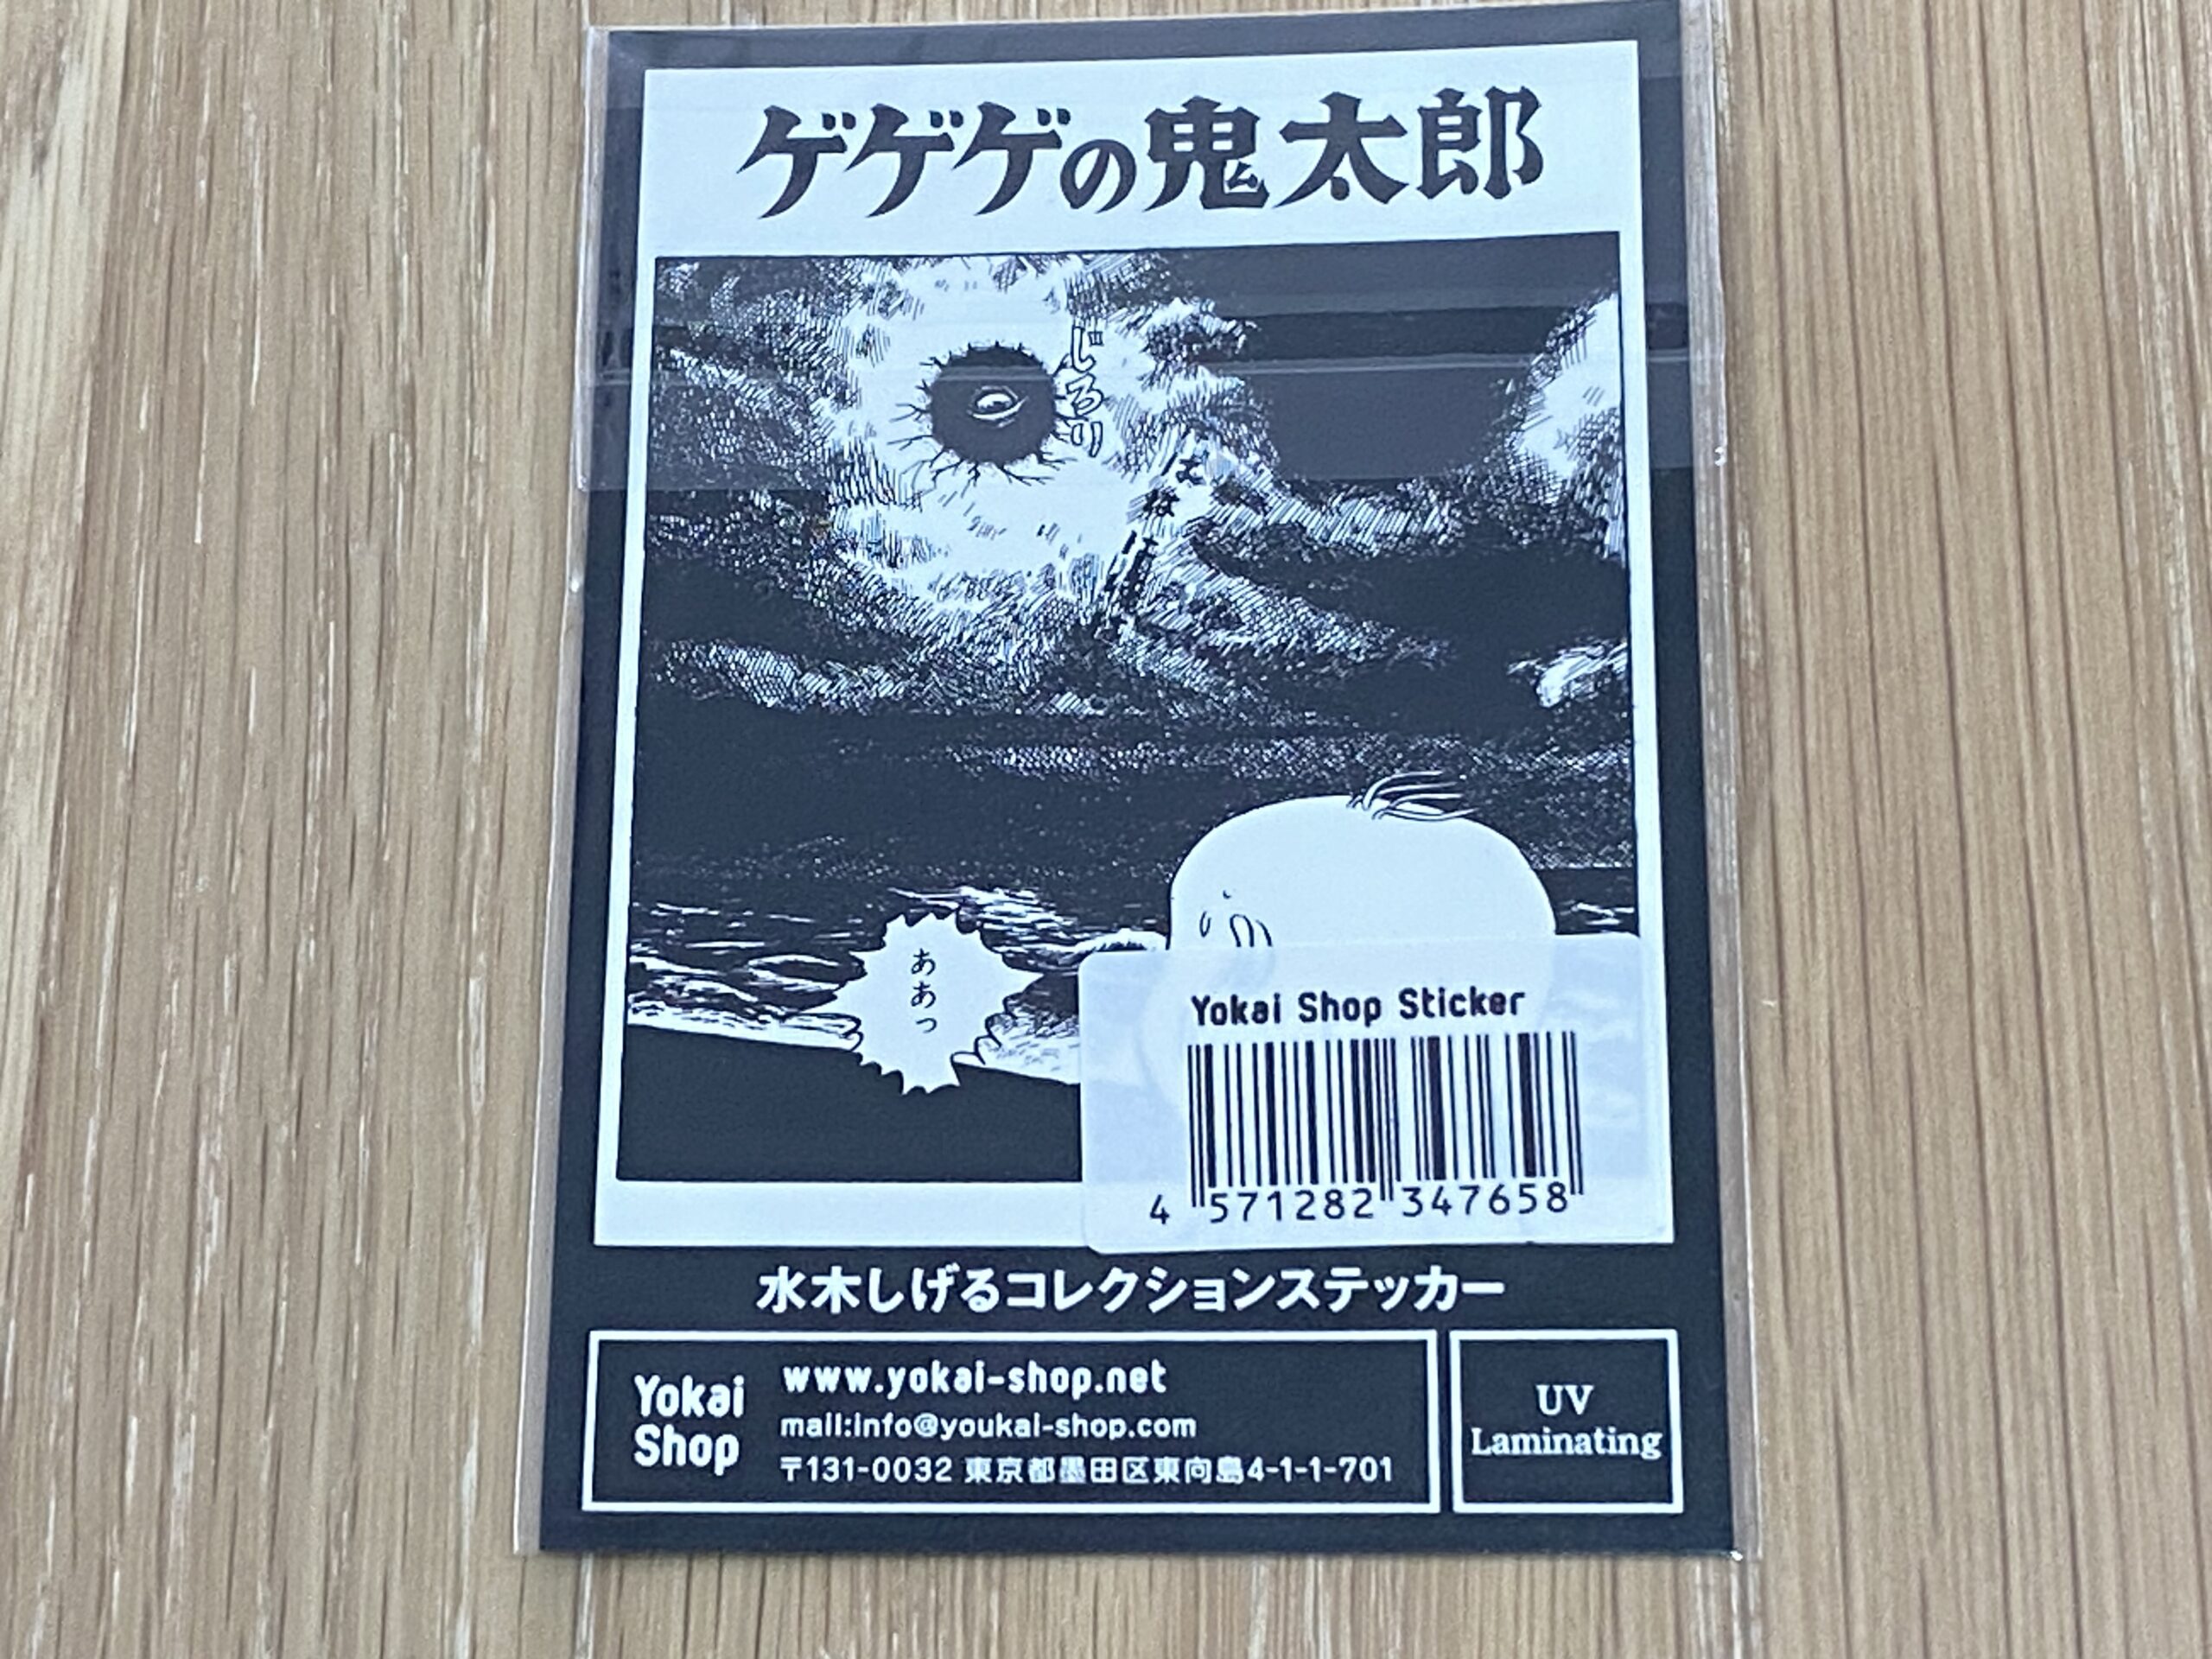 ゲゲゲの鬼太郎
じろり
ああっ
Yokai Shop Sticker
4 571282 347658
水木しげるコレクションステッカー
Yokai
Shop
www.yokai-shop.net
mail:info@youkai-shop.com
〒131-0032 東京都墨田区東向島4-1-1-701
UV
Laminating